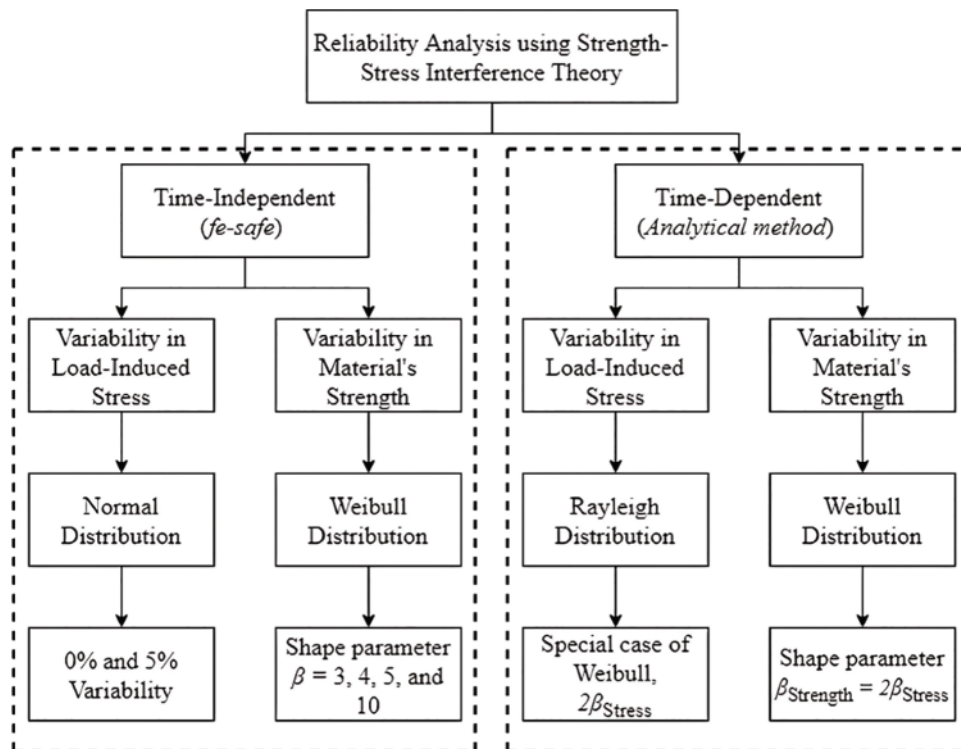 Reliability Analysis using Strength-
Stress Interference Theory
Time-Independent
(fe-safe)
Time-Dependent
(Analytical method)
Variability in
Load-Induced
Stress
Variability in
Material's
Strength
Variability in
Load-Induced
Stress
Variability in
Material's
Strength
Normal
Distribution
Weibull
Distribution
Rayleigh
Distribution
Weibull
Distribution
0% and 5%
Variability
Shape parameter
β = 3, 4, 5, and
10
Special case of
Weibull,
2βStress
Shape parameter
βStrength = 2βStress